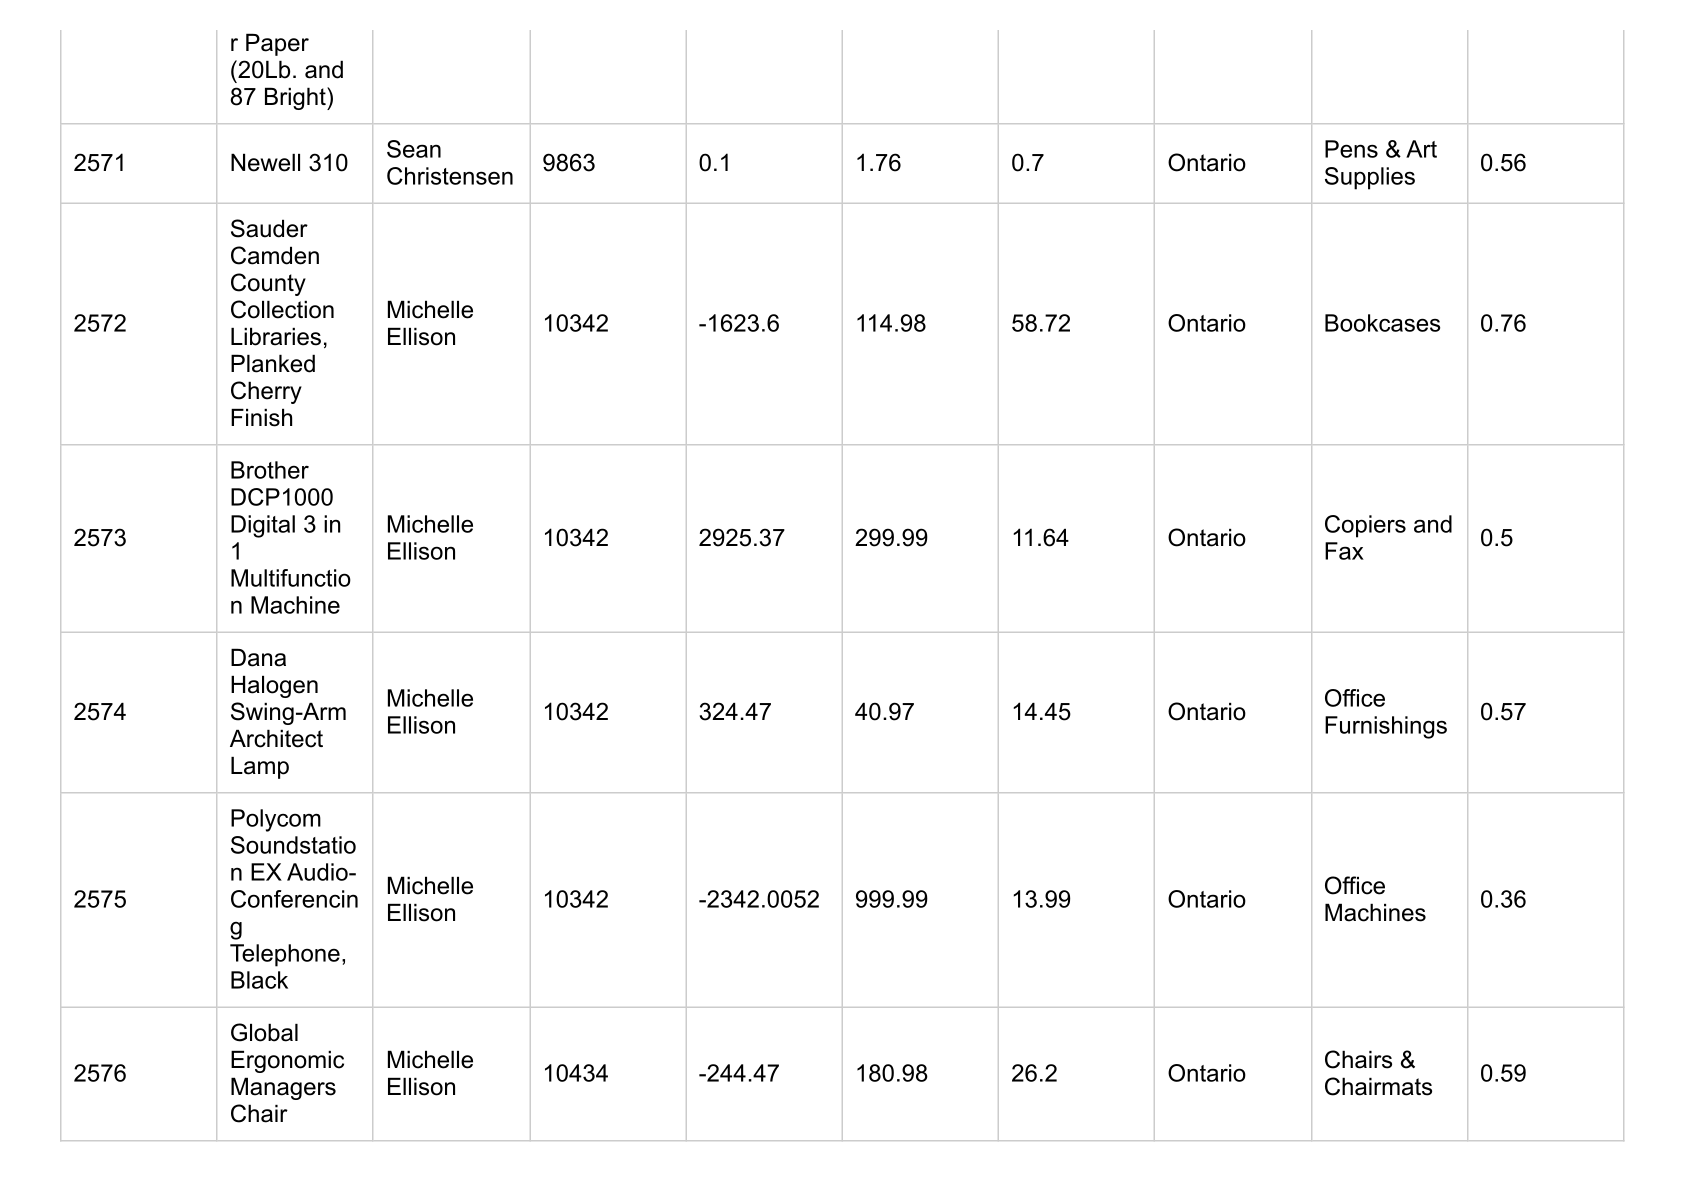 r Paper
(20Lb. and
87 Bright)
2571
Newell 310
Sean
Christensen
9863
0.1
1.76
0.7
Ontario
Pens & Art
Supplies
0.56
2572
Sauder
Camden
County
Collection
Libraries,
Planked
Cherry
Finish
Michelle
Ellison
10342
-1623.6
114.98
58.72
Ontario
Bookcases
0.76
2573
Brother
DCP1000
Digital 3 in
1
Multifunctio
n Machine
Michelle
Ellison
10342
2925.37
299.99
11.64
Ontario
Copiers and
Fax
0.5
2574
Dana
Halogen
Swing-Arm
Architect
Lamp
Michelle
Ellison
10342
324.47
40.97
14.45
Ontario
Office
Furnishings
0.57
2575
Polycom
Soundstatio
n EX Audio-
Conferencin
g
Telephone,
Black
Michelle
Ellison
10342
-2342.0052
999.99
13.99
Ontario
Office
Machines
0.36
2576
Global
Ergonomic
Managers
Chair
Michelle
Ellison
10434
-244.47
180.98
26.2
Ontario
Chairs &
Chairmats
0.59